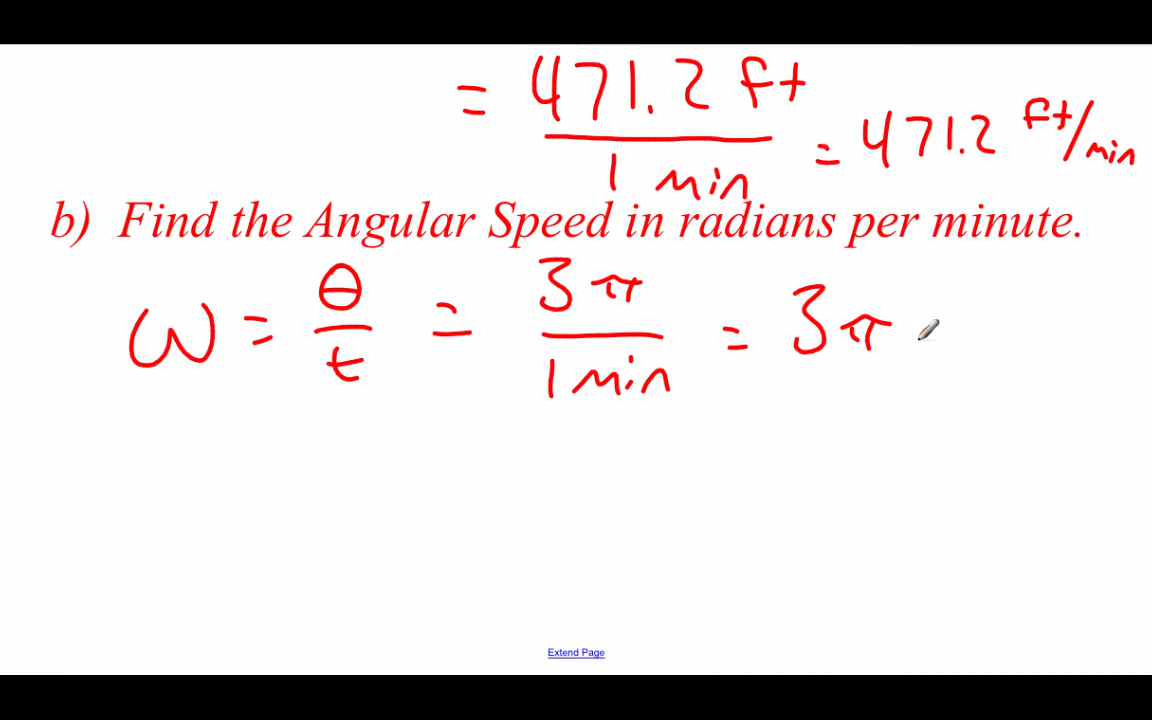 = 471.2 ft / 1 min = 471.2 ft/min
b) Find the Angular Speed in radians per minute.
ω = θ/t = 3π / 1 min = 3π
Extend Page